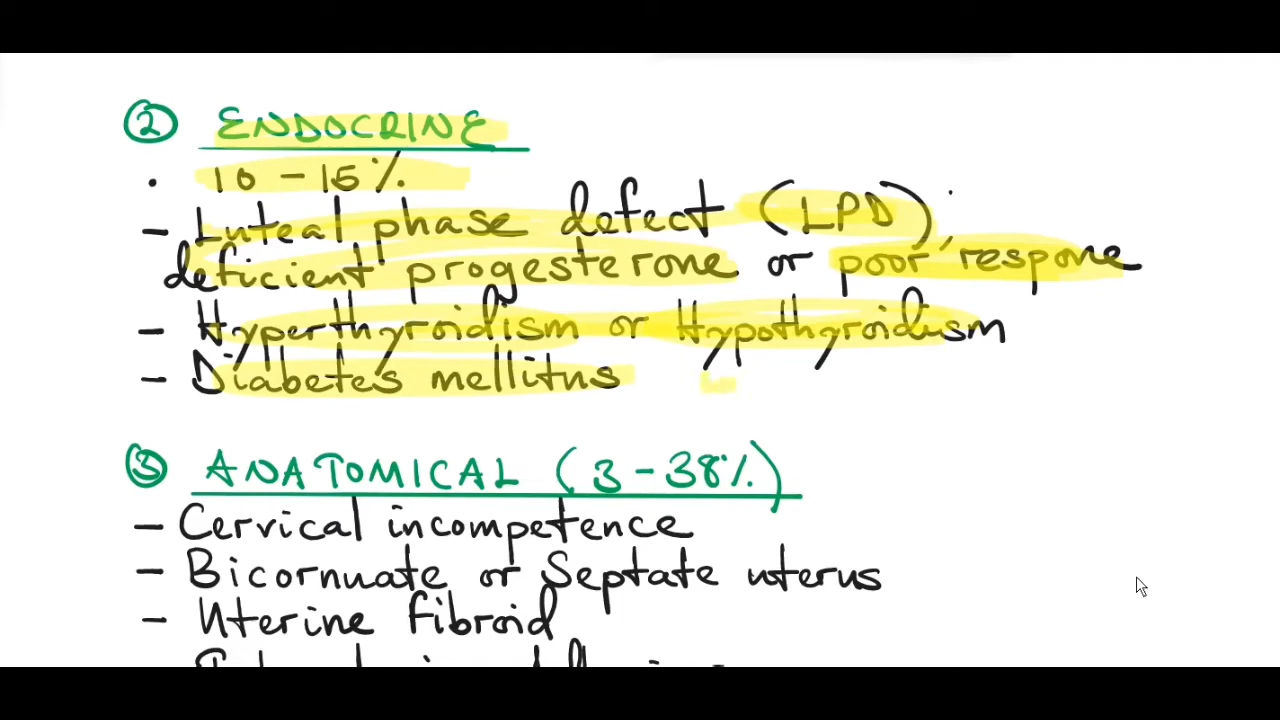 ② ENDOCRINE
• 10 - 15%
- Luteal phase defect (LPD),
deficient progesterone or poor respone
- Hyperthyroidism or Hypothyroidism
- Diabetes mellitus
③ ANATOMICAL (3 - 38%)
- Cervical incompetence
- Bicornuate or Septate uterus
- Uterine fibroid